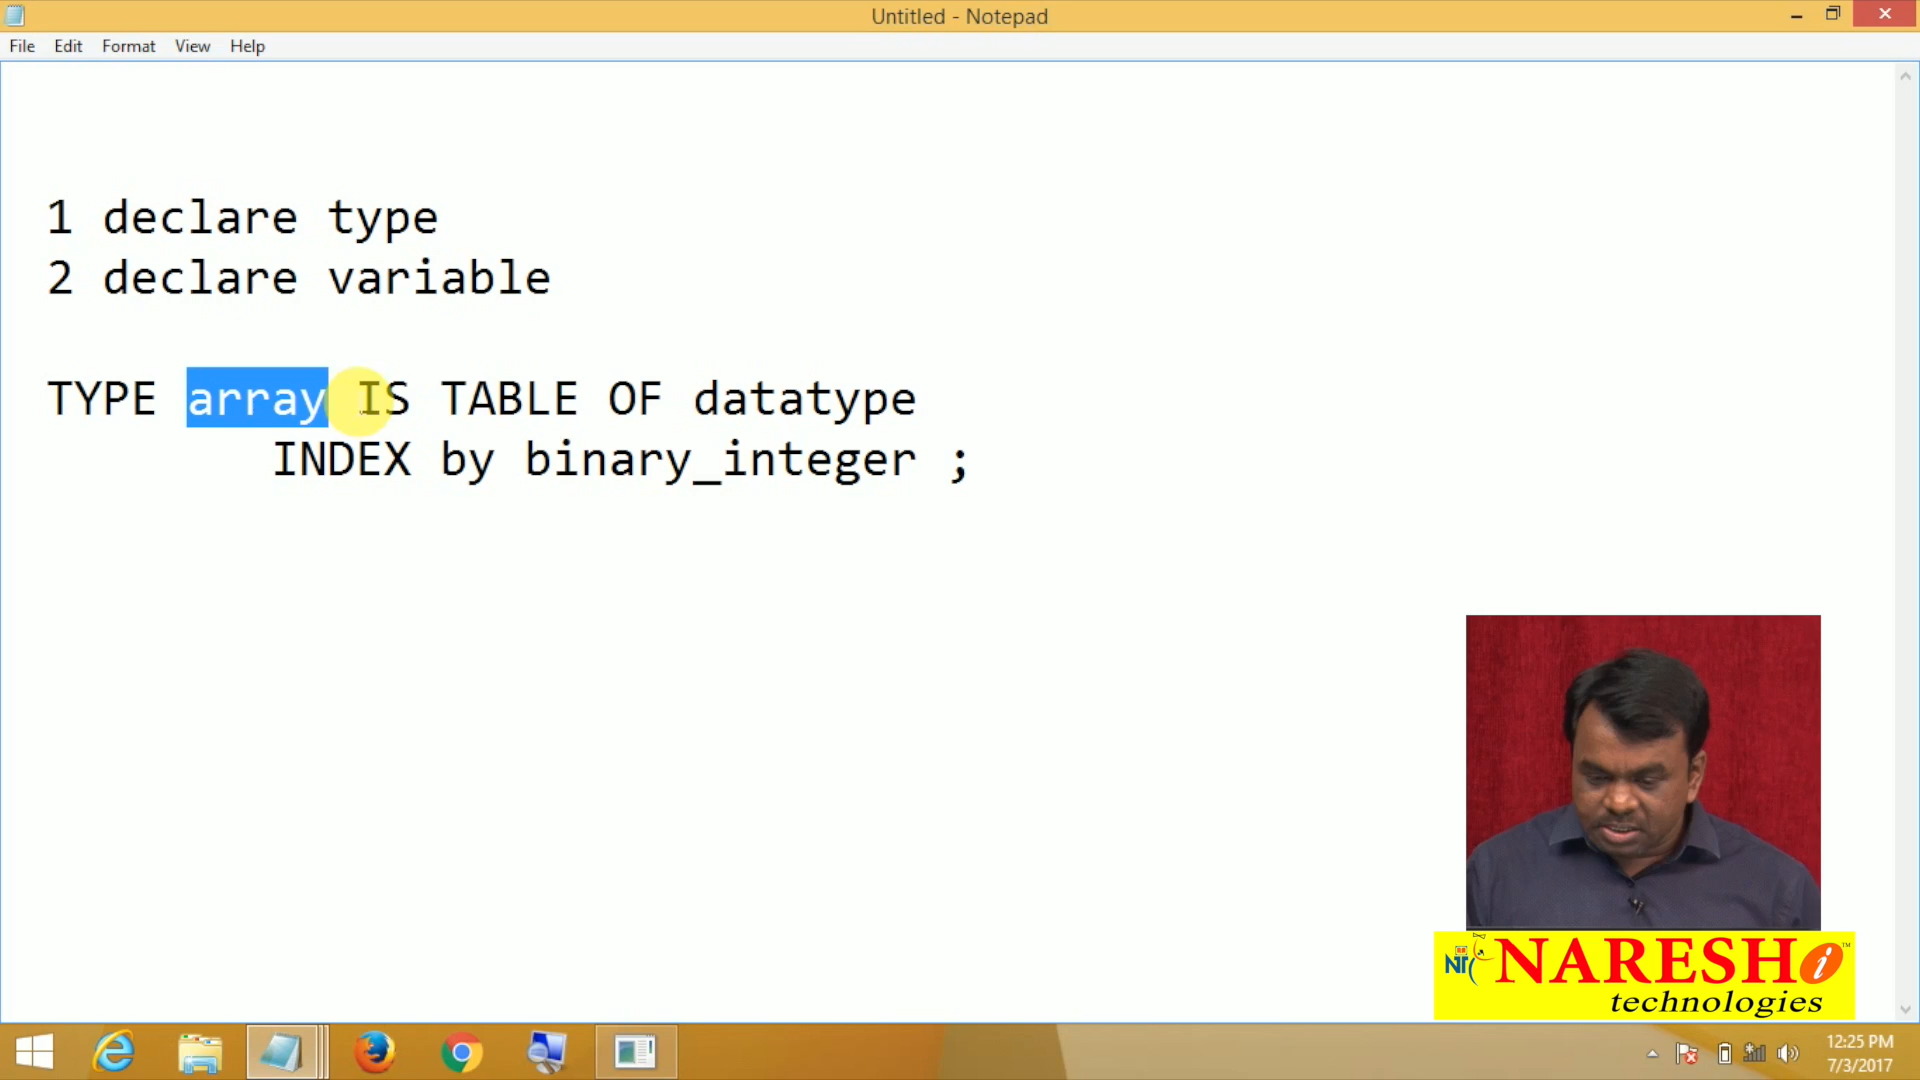 Untitled - Notepad
File Edit Format View Help
1 declare type
2 declare variable
TYPE array IS TABLE OF datatype
INDEX by binary_integer ;
NARESH i ™
technologies
12:25 PM
7/3/2017